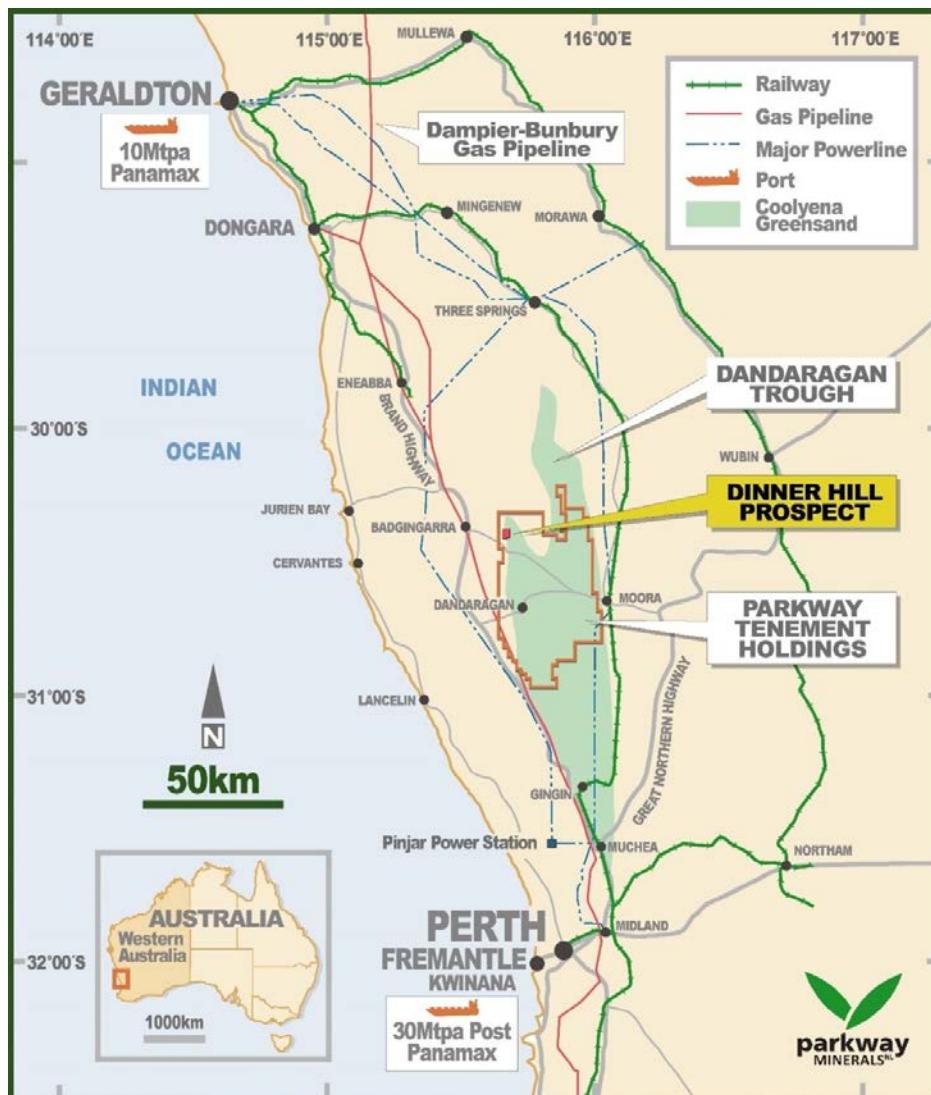 114°00'E
115°00'E
116°00'E
117°00'E
MULLEWA
GERALDTON
10Mtpa
Panamax
Dampier-Bunbury
Gas Pipeline
Railway
Gas Pipeline
Major Powerline
Port
Coolyena
Greensand
DONGARA
MINGENEW
MORAWA
THREE SPRINGS
ENEABBA
BRAND HIGHWAY
INDIAN
OCEAN
DANDARAGAN
TROUGH
30°00'S
WUBIN
DINNER HILL
PROSPECT
JURIEN BAY
BADGINGARRA
CERVANTES
DANDARAGAN
MOORA
PARKWAY
TENEMENT
HOLDINGS
31°00'S
LANCELIN
N
50km
GINGIN
GREAT NORTHERN HIGHWAY
Pinjar Power Station
MUCHEA
NORTHAM
AUSTRALIA
Western
Australia
1000km
PERTH
MIDLAND
FREMANTLE
32°00'S
KWINANA
30Mtpa Post
Panamax
parkway
MINERALS NL